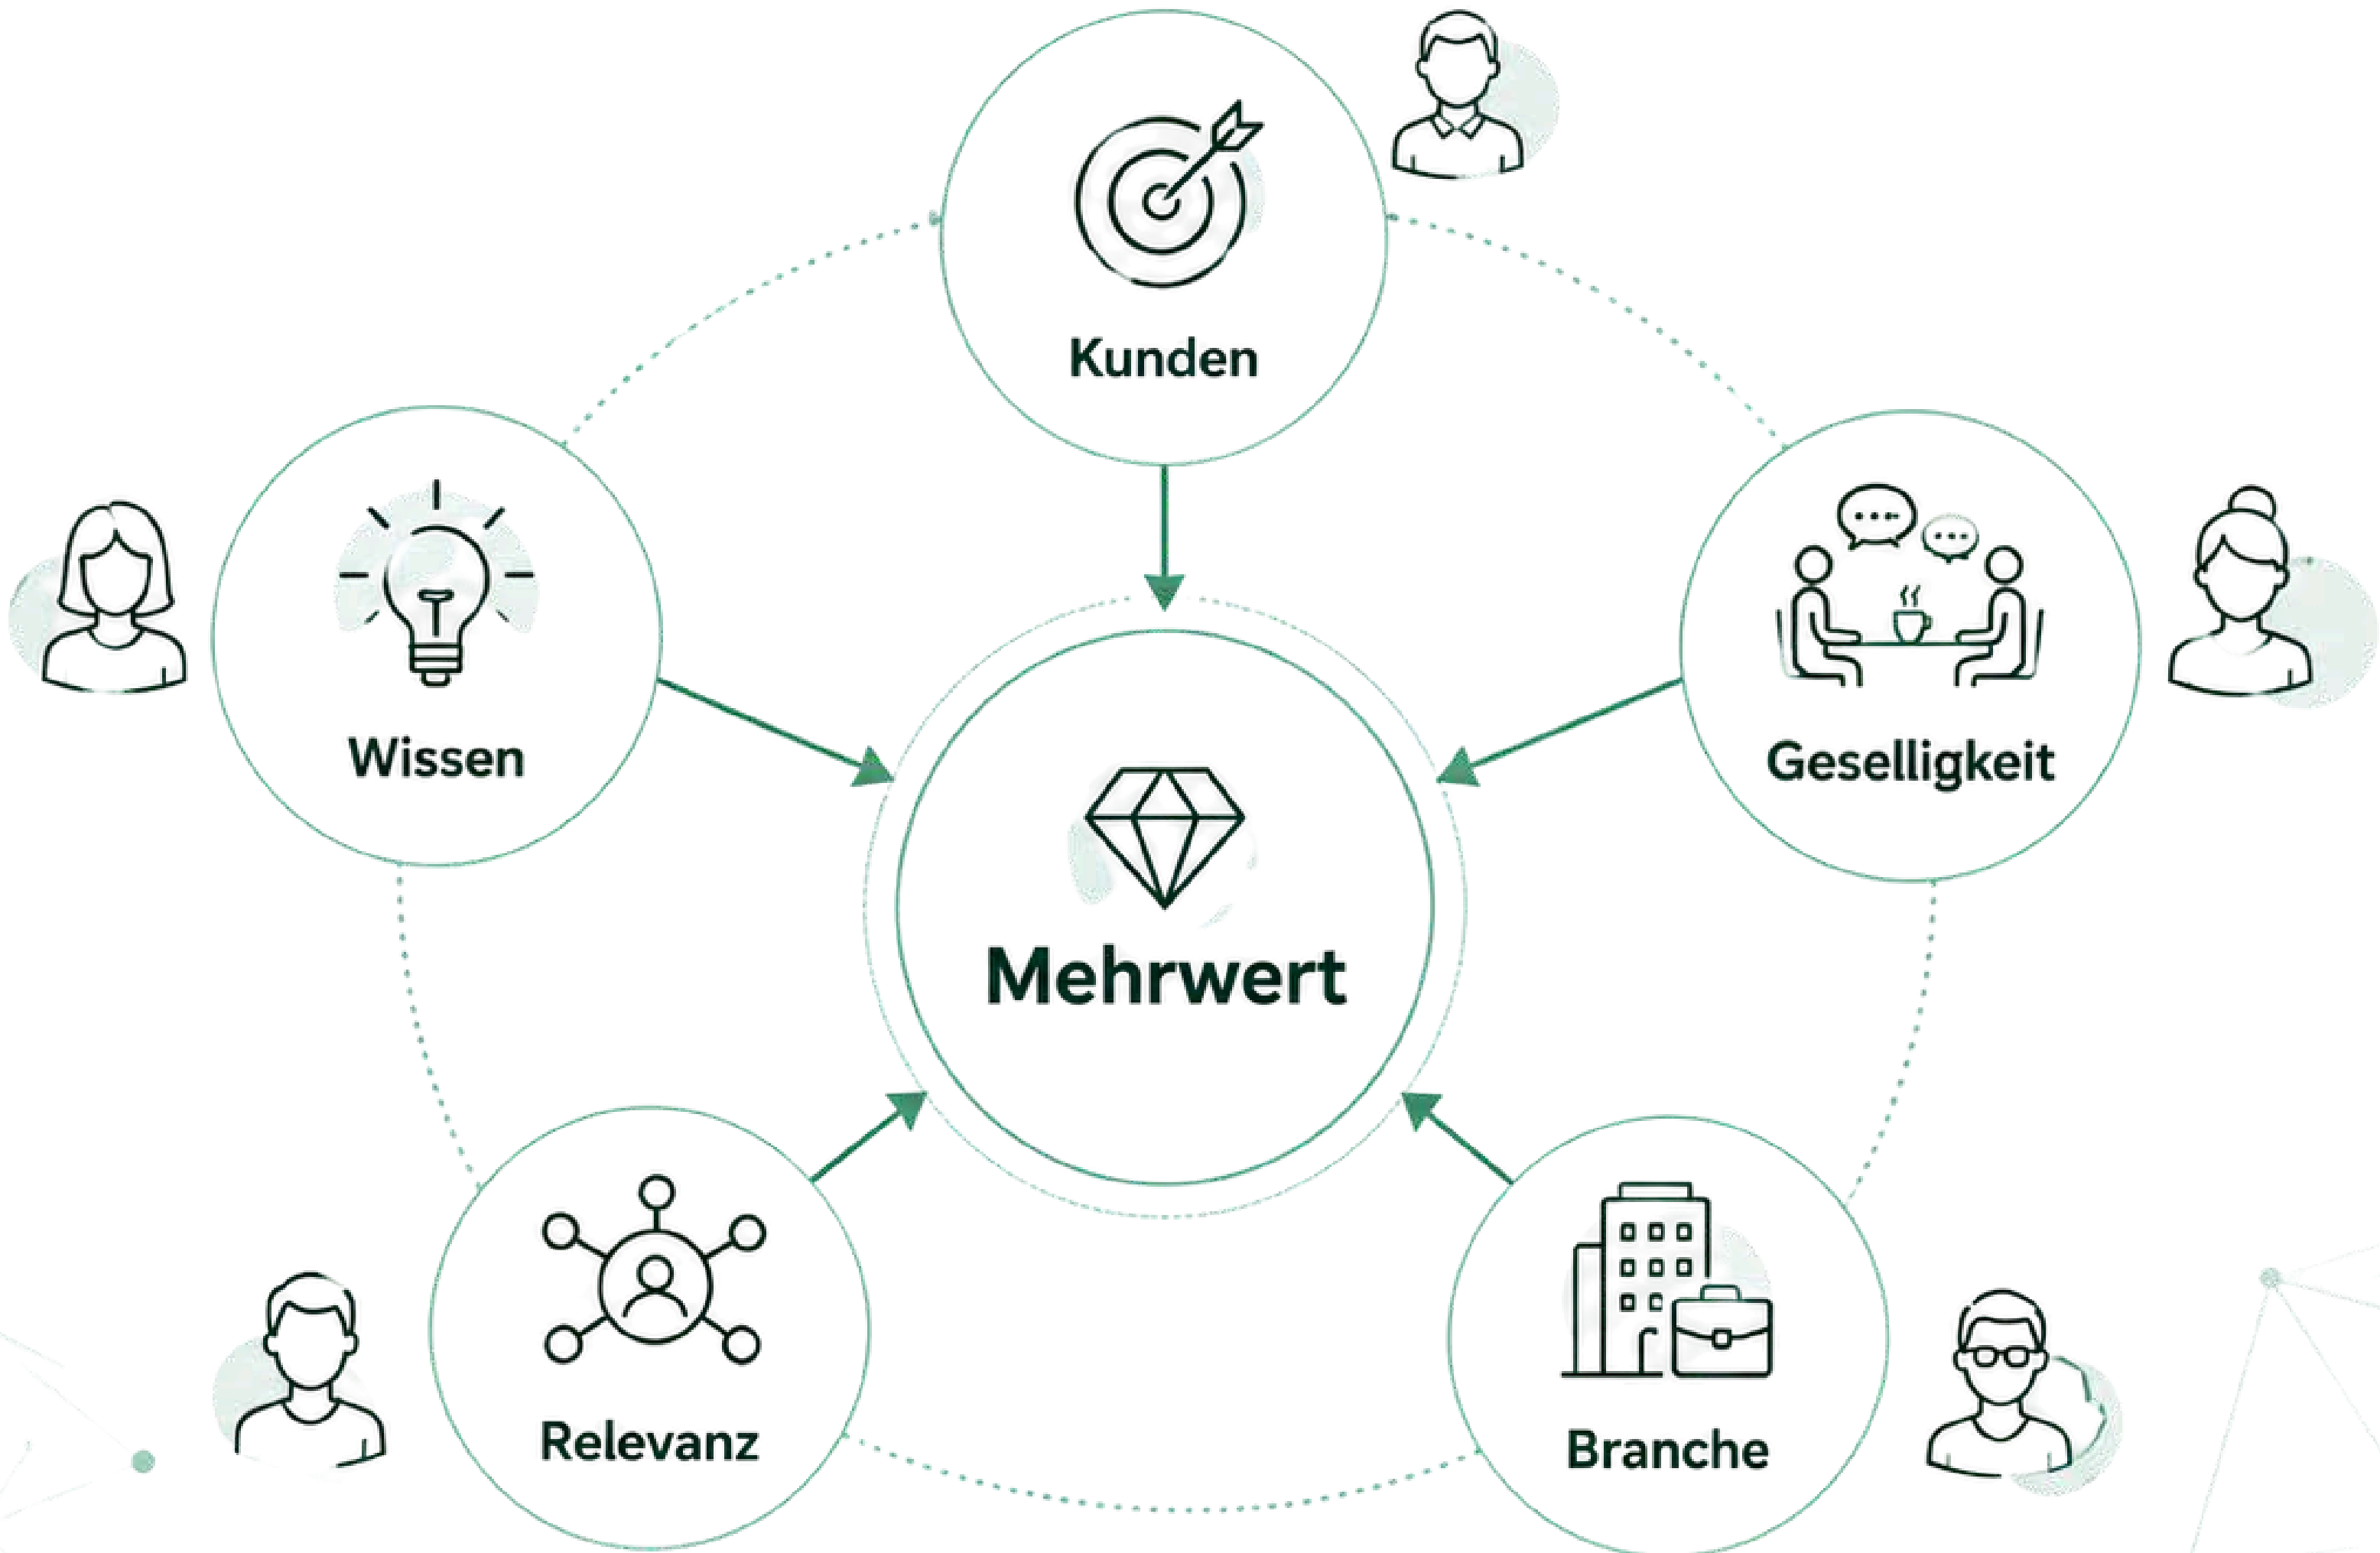 Kunden
Wissen
Geselligkeit
Mehrwert
Relevanz
Branche